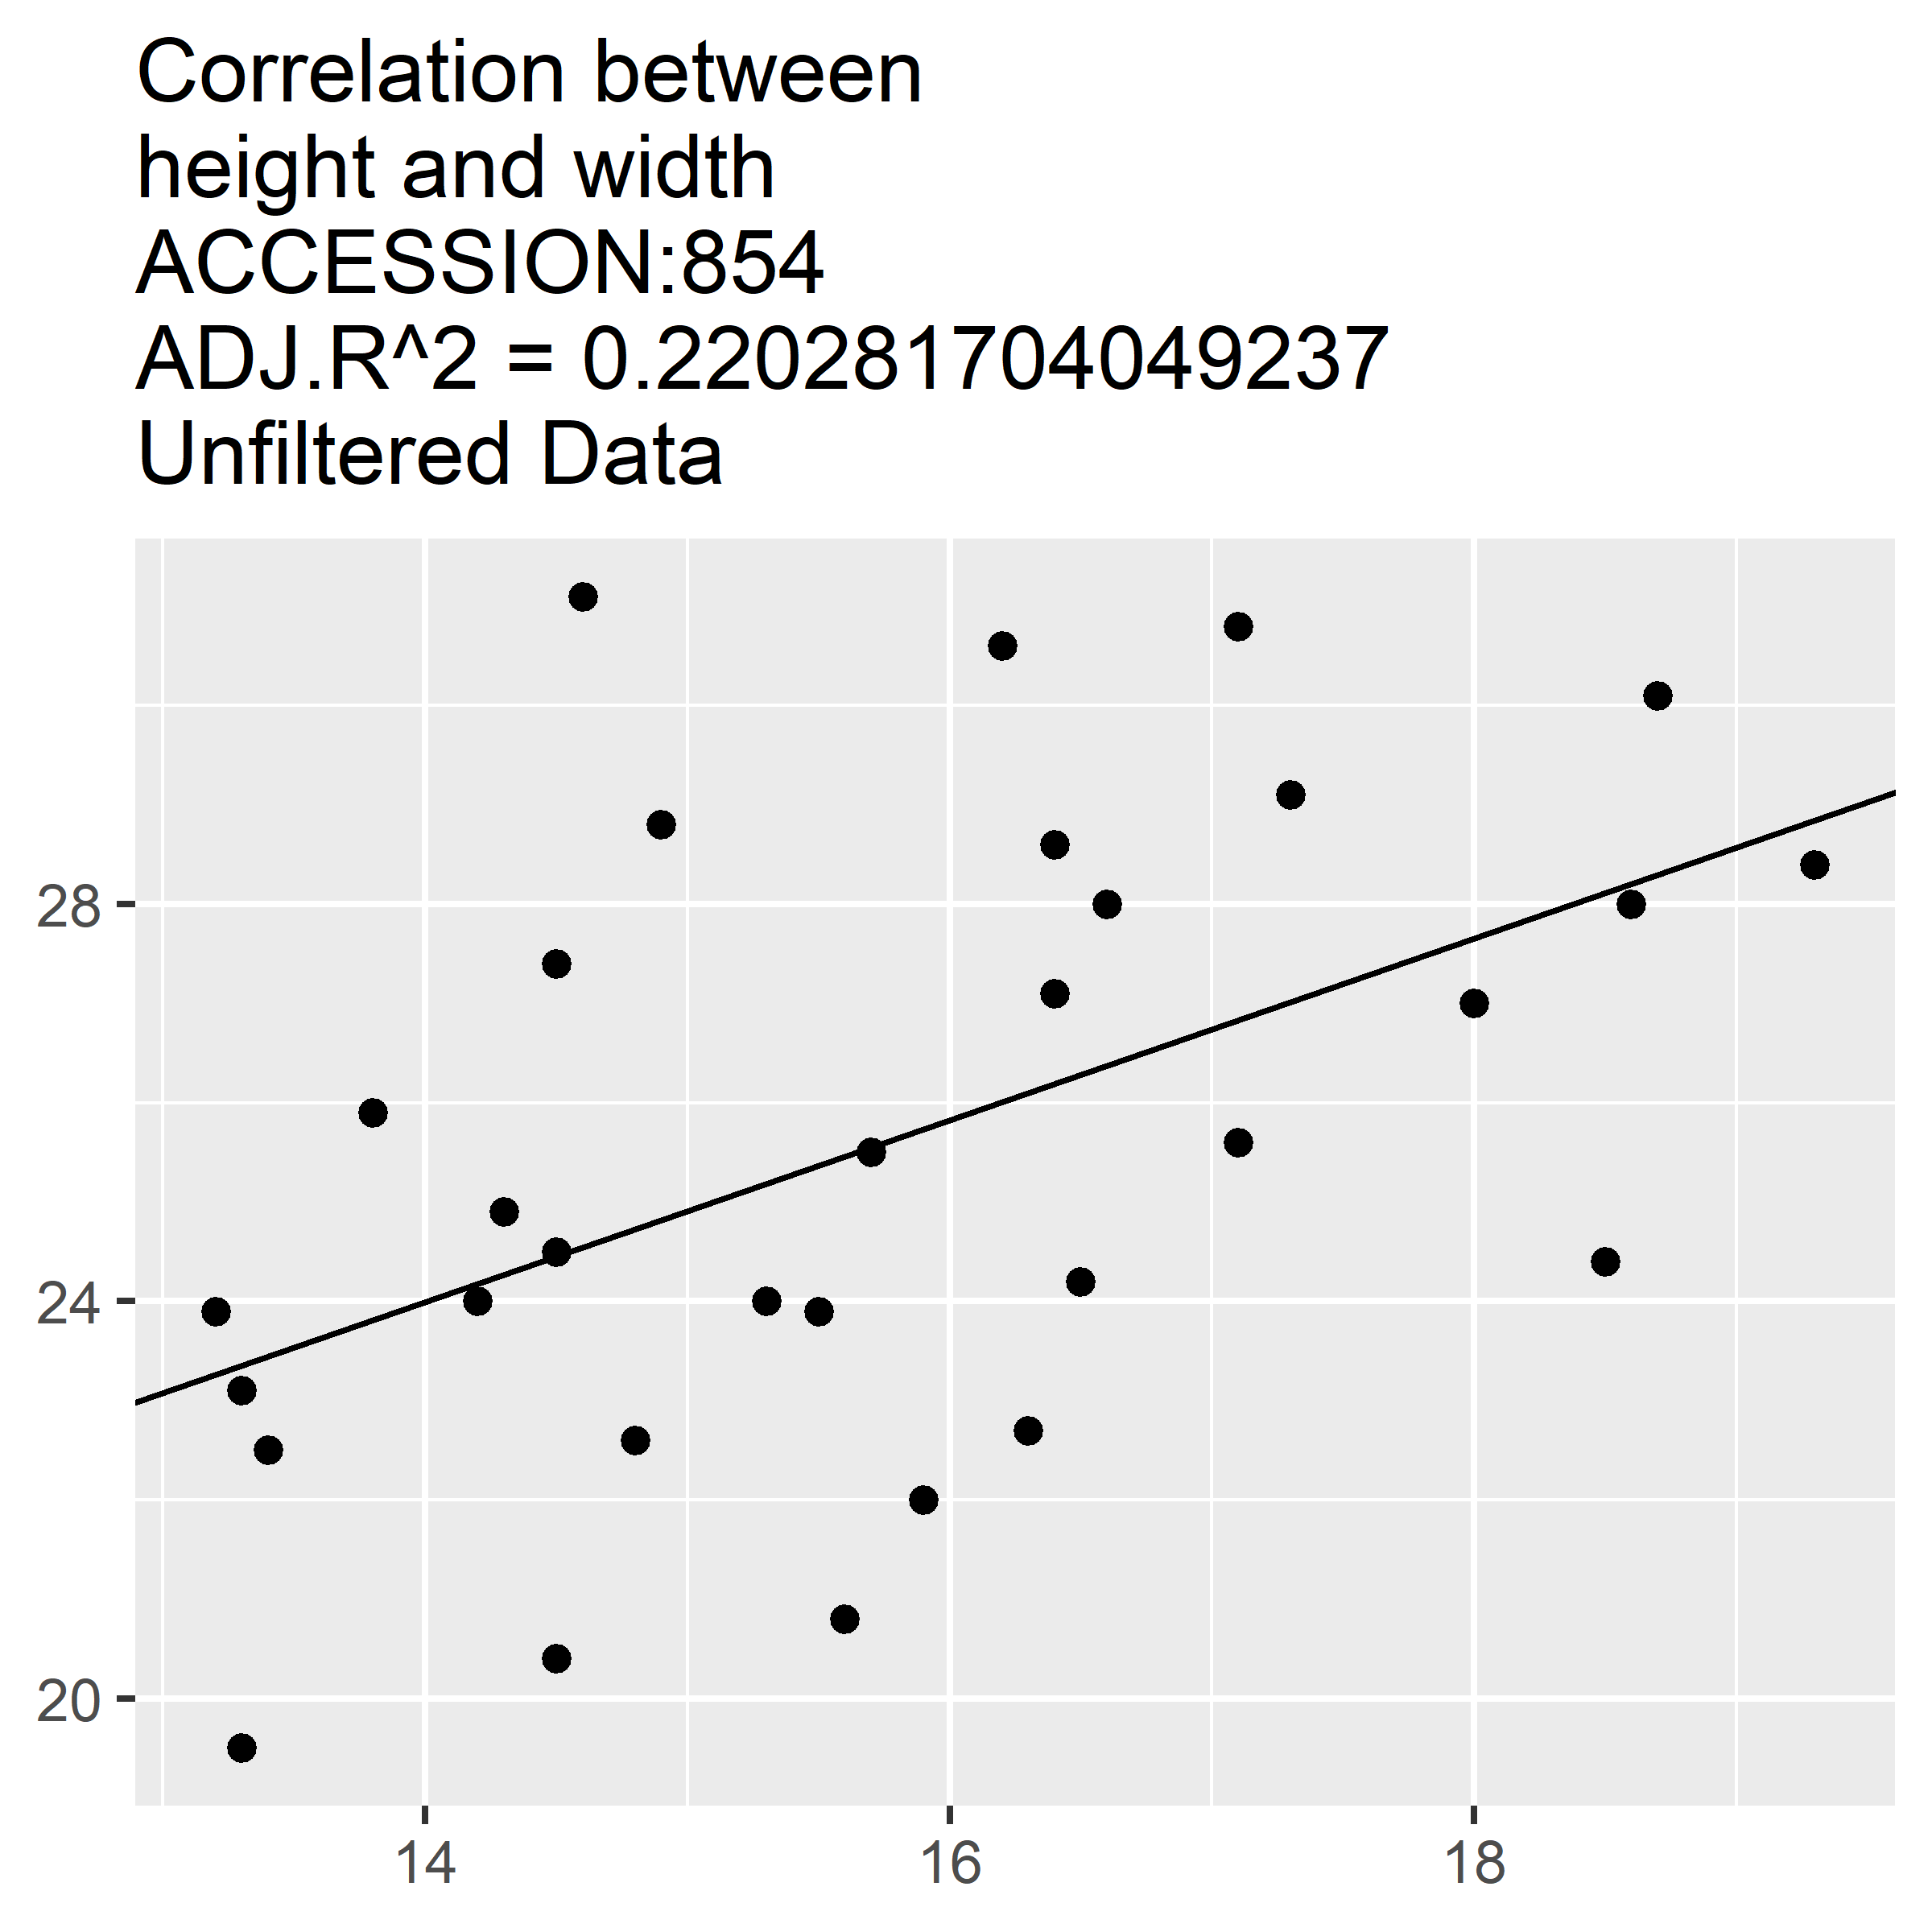 Correlation between
height and width
ACCESSION:854
ADJ.R^2 = 0.220281704049237
Unfiltered Data
28
24
20
14 16 18